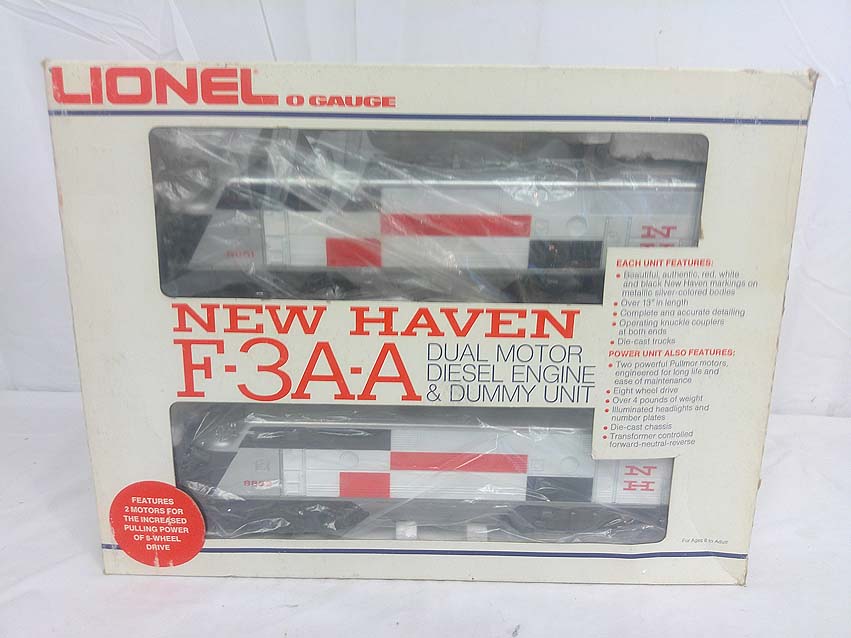 LIONEL O GAUGE
8851
NH
EACH UNIT FEATURES:
• Beautiful, authentic, red, white
and black New Haven markings on
metallic silver-colored bodies
• Over 13" in length
• Complete and accurate detailing
• Operating knuckle couplers
at both ends
• Die-cast trucks
POWER UNIT ALSO FEATURES:
• Two powerful Pullmor motors,
engineered for long life and
ease of maintenance
• Eight wheel drive
• Over 4 pounds of weight
• Illuminated headlights and
number plates
• Die-cast chassis
• Transformer controlled
forward-neutral-reverse
NEW HAVEN
F-3A-A
DUAL MOTOR
DIESEL ENGINE
& DUMMY UNIT
NH
FEATURES
2 MOTORS FOR
THE INCREASED
PULLING POWER
OF 8-WHEEL
DRIVE
For Ages 8 to Adult